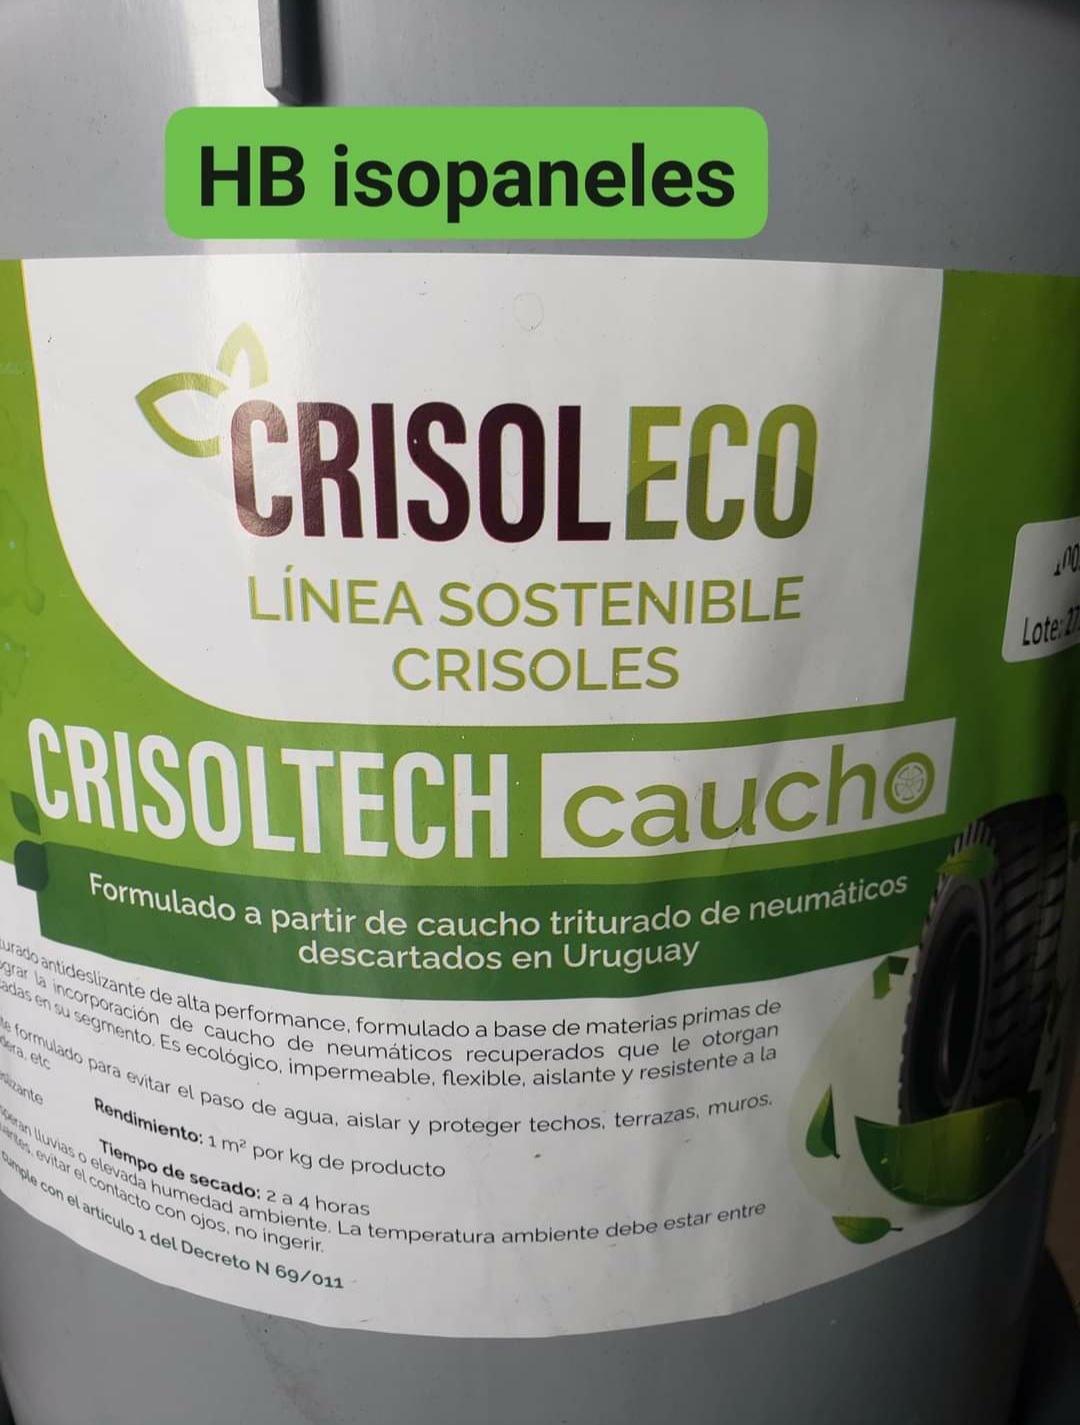 HB isopaneles
CRISOLECO
LÍNEA SOSTENIBLE
CRISOLES
Lote:
CRISOLTECH caucho
Formulado a partir de caucho triturado de neumáticos
descartados en Uruguay
antideslizante de alta performance, formulado a base de materias primas de
la incorporación de caucho de neumáticos recuperados que le otorgan
en su segmento. Es ecológico, impermeable, flexible, aislante y resistente a la
formulado para evitar el paso de agua, aislar y proteger techos, terrazas, muros,
etc
Rendimiento: 1 m² por kg de producto
Tiempo de secado: 2 a 4 horas
lluvias o elevada humedad ambiente. La temperatura ambiente debe estar entre
evitar el contacto con ojos, no ingerir.
con el artículo 1 del Decreto N 69/011